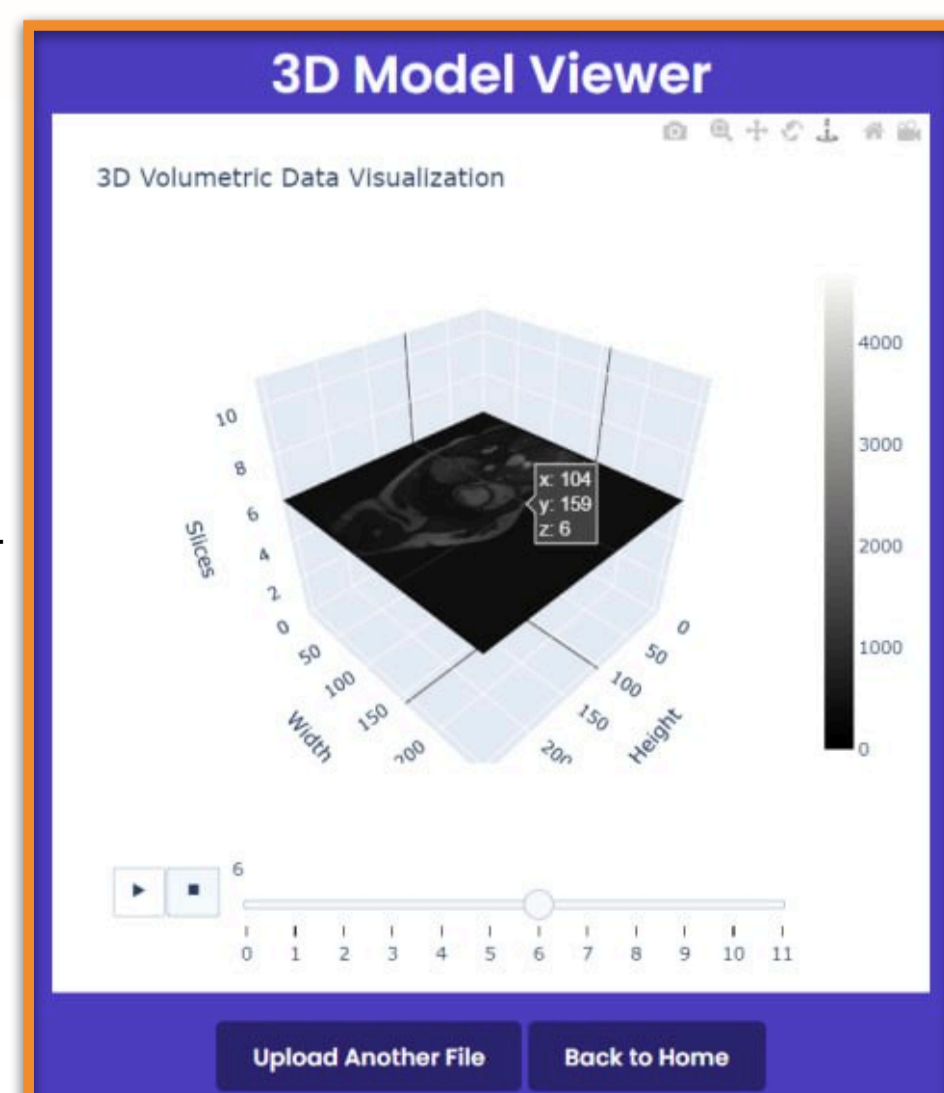 3D Model Viewer
3D Volumetric Data Visualization
4000
3000
2000
1000
0
10
8
6
4
2
Slices
x: 104
y: 159
z: 6
0
50
100
150
200
Width
0
50
100
150
200
Height
6
0 1 2 3 4 5 6 7 8 9 10 11
Upload Another File Back to Home